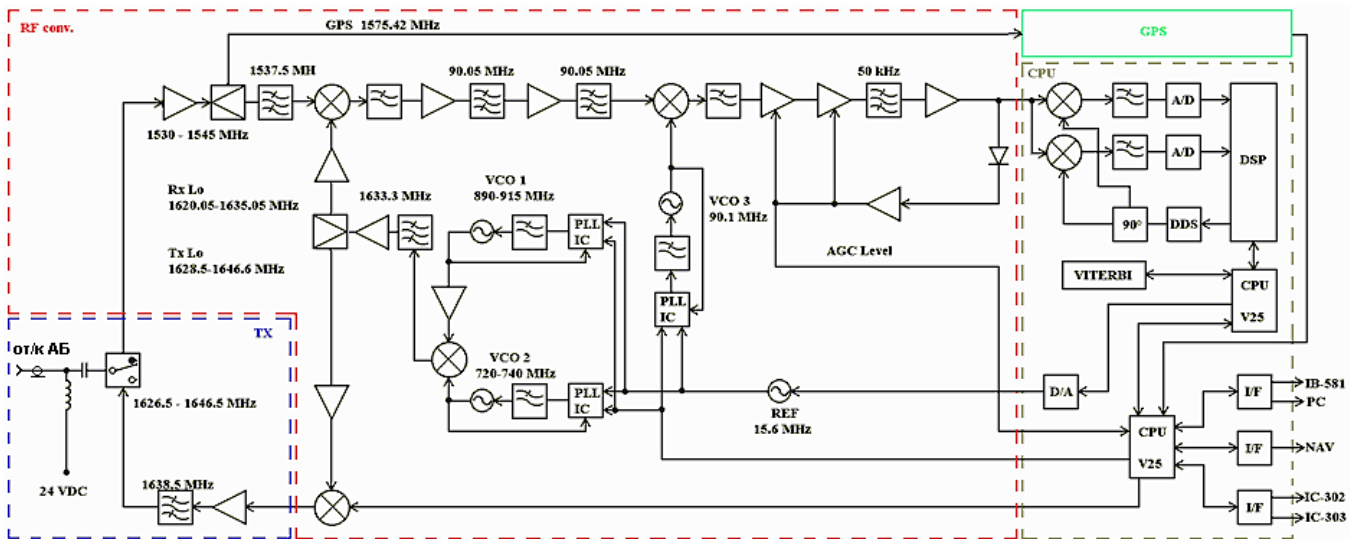 RF conv.
GPS 1575.42 MHz
GPS
1537.5 MH
90.05 MHz
90.05 MHz
50 kHz
CPU
A/D
1530 - 1545 MHz
A/D
DSP
Rx Lo
1620.05-1635.05 MHz
1633.3 MHz
VCO 1
890-915 MHz
VCO 3
90.1 MHz
PLL
IC
90°
DDS
Tx Lo
1628.5-1646.6 MHz
AGC Level
VITERBI
CPU
V25
PLL
IC
TX
от/к АБ
VCO 2
720-740 MHz
1626.5 - 1646.5 MHz
PLL
IC
REF
15.6 MHz
D/A
I/F
IB-581
PC
CPU
V25
I/F
NAV
24 VDC
1638.5 MHz
I/F
IC-302
IC-303